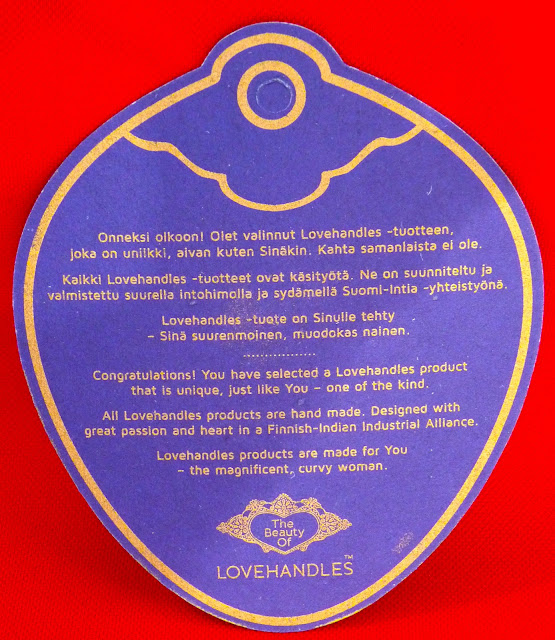 Onneksi olkoon! Olet valinnut Lovehandles -tuotteen,
joka on uniikki, aivan kuten Sinäkin. Kahta samanlaista ei ole.
Kaikki Lovehandles -tuotteet ovat käsityötä. Ne on suunniteltu ja
valmistettu suurella intohimolla ja sydämellä Suomi-Intia -yhteistyönä.
Lovehandles -tuote on Sinulle tehty
– Sinä suurenmoinen, muodokas nainen.
.................
Congratulations! You have selected a Lovehandles product
that is unique, just like You – one of the kind.
All Lovehandles products are hand made. Designed with
great passion and heart in a Finnish-Indian Industrial Alliance.
Lovehandles products are made for You
– the magnificent, curvy woman.
The
Beauty
Of
LOVEHANDLES™